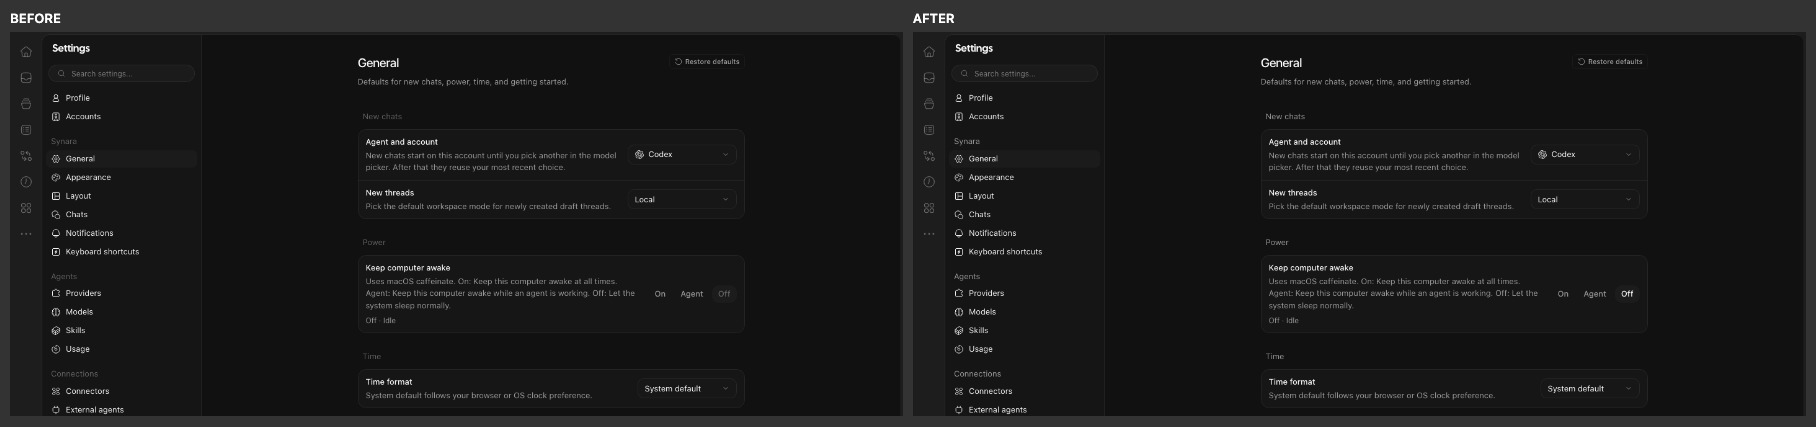 BEFORE
Settings
Search settings...
Profile
Accounts
Synara
General
Appearance
Layout
Chats
Notifications
Keyboard shortcuts
Agents
Providers
Models
Skills
Usage
Connections
Connectors
External agents
General
Restore defaults
Defaults for new chats, power, time, and getting started.
New chats
Agent and account
New chats start on this account until you pick another in the model
picker. After that they reuse your most recent choice.
Codex
New threads
Pick the default workspace mode for newly created draft threads.
Local
Power
Keep computer awake
Uses macOS caffeinate. On: Keep this computer awake at all times.
Agent: Keep this computer awake while an agent is working. Off: Let the
system sleep normally.
Off · Idle
On Agent Off
Time
Time format
System default follows your browser or OS clock preference.
System default
AFTER
Settings
Search settings...
Profile
Accounts
Synara
General
Appearance
Layout
Chats
Notifications
Keyboard shortcuts
Agents
Providers
Models
Skills
Usage
Connections
Connectors
External agents
General
Restore defaults
Defaults for new chats, power, time, and getting started.
New chats
Agent and account
New chats start on this account until you pick another in the model
picker. After that they reuse your most recent choice.
Codex
New threads
Pick the default workspace mode for newly created draft threads.
Local
Power
Keep computer awake
Uses macOS caffeinate. On: Keep this computer awake at all times.
Agent: Keep this computer awake while an agent is working. Off: Let the
system sleep normally.
Off · Idle
On Agent Off
Time
Time format
System default follows your browser or OS clock preference.
System default